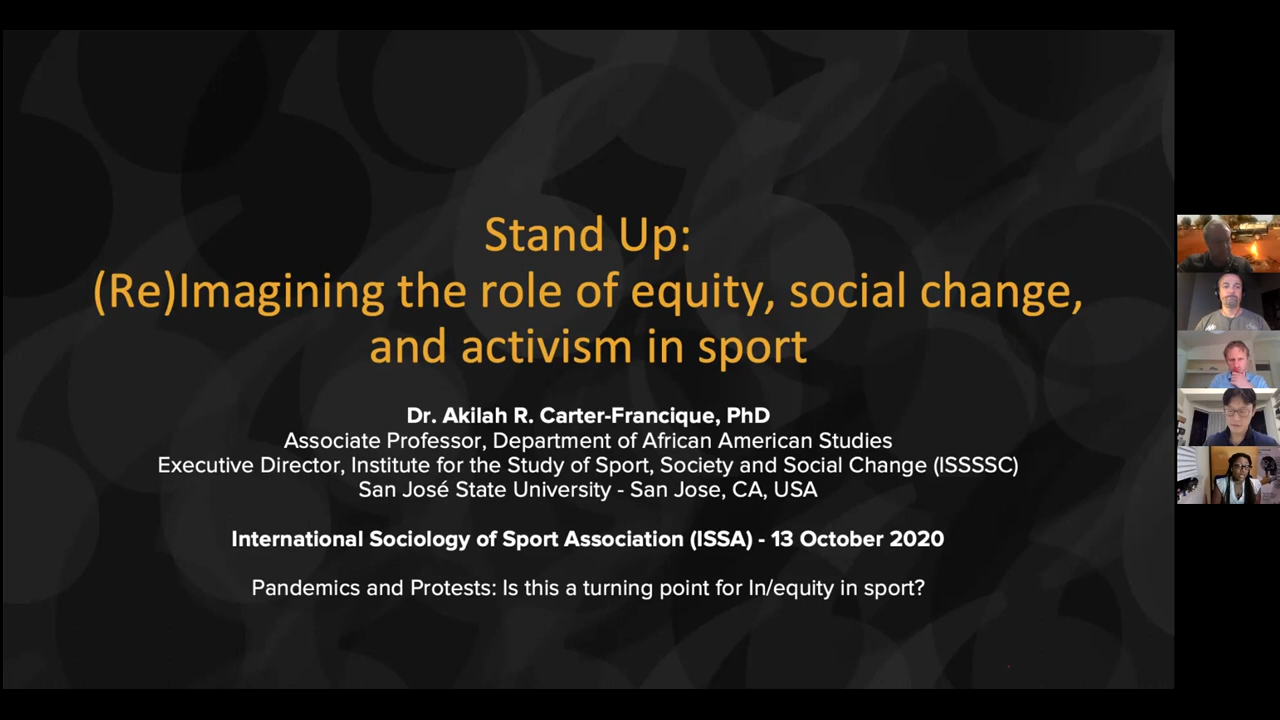 Stand Up:
(Re)Imagining the role of equity, social change,
and activism in sport
Dr. Akilah R. Carter-Francique, PhD
Associate Professor, Department of African American Studies
Executive Director, Institute for the Study of Sport, Society and Social Change (ISSSSC)
San José State University - San Jose, CA, USA
International Sociology of Sport Association (ISSA) - 13 October 2020
Pandemics and Protests: Is this a turning point for In/equity in sport?